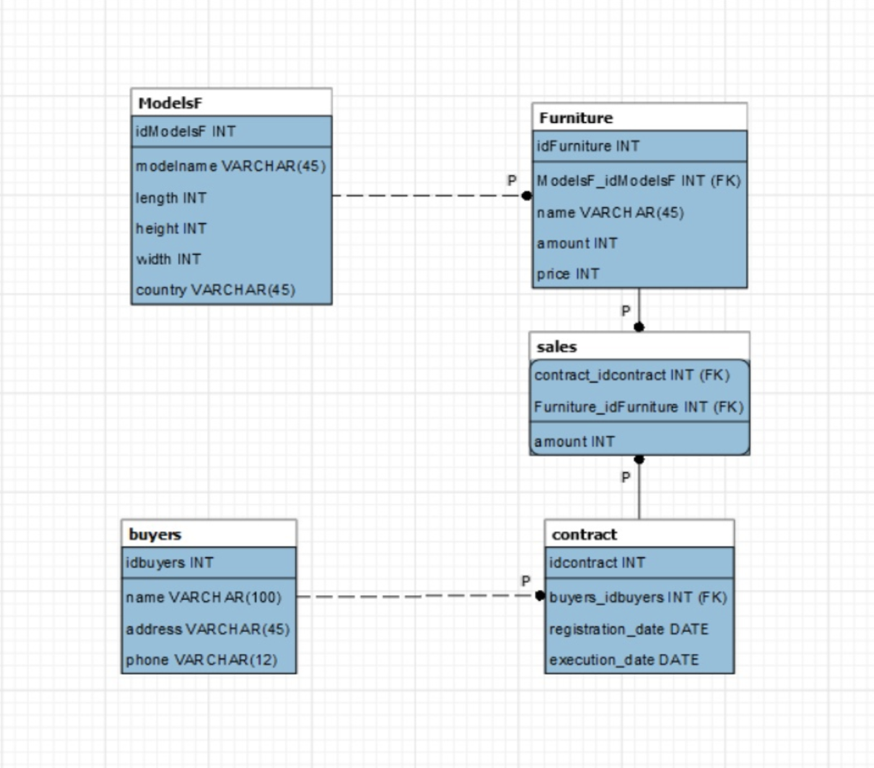 ModelsF
idModelsF INT
modelname VARCHAR(45)
length INT
height INT
width INT
country VARCHAR(45)
P
Furniture
idFurniture INT
ModelsF_idModelsF INT (FK)
name VARCHAR(45)
amount INT
price INT
P
sales
contract_idcontract INT (FK)
Furniture_idFurniture INT (FK)
amount INT
P
buyers
idbuyers INT
name VARCHAR(100)
address VARCHAR(45)
phone VARCHAR(12)
P
contract
idcontract INT
buyers_idbuyers INT (FK)
registration_date DATE
execution_date DATE